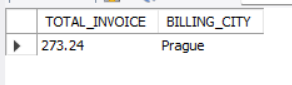 TOTAL_INVOICE BILLING_CITY
273.24 Prague